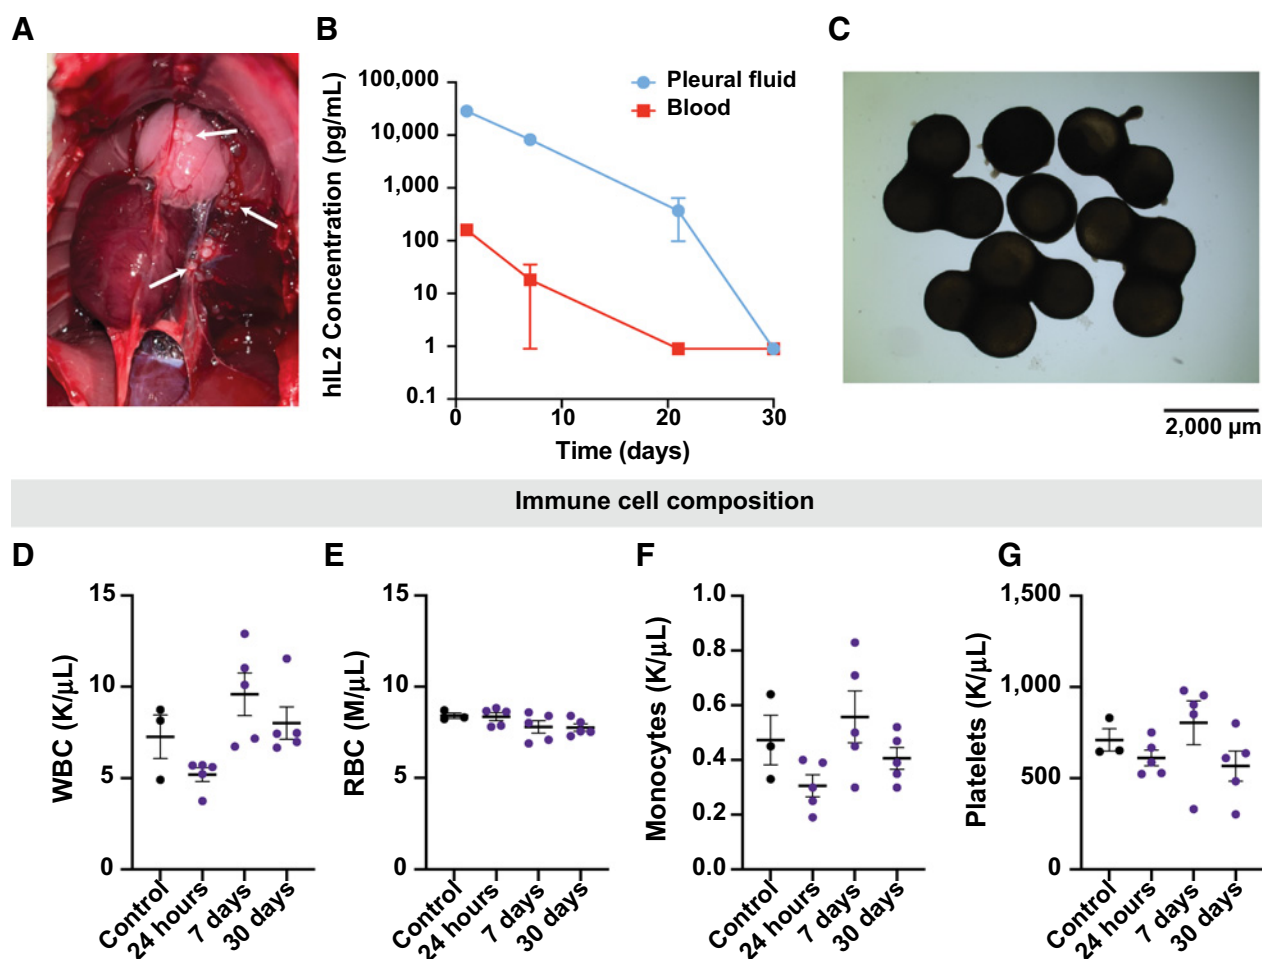 A
B
C
hIL2 Concentration (pg/mL)
100,000
10,000
1,000
100
10
1
0.1
0
10
20
30
Time (days)
Pleural fluid
Blood
2,000 µm
Immune cell composition
D
WBC (K/µL)
15
10
5
0
Control
24 hours
7 days
30 days
E
RBC (M/µL)
15
10
5
0
Control
24 hours
7 days
30 days
F
Monocytes (K/µL)
1.0
0.8
0.6
0.4
0.2
0.0
Control
24 hours
7 days
30 days
G
Platelets (K/µL)
1,500
1,000
500
0
Control
24 hours
7 days
30 days